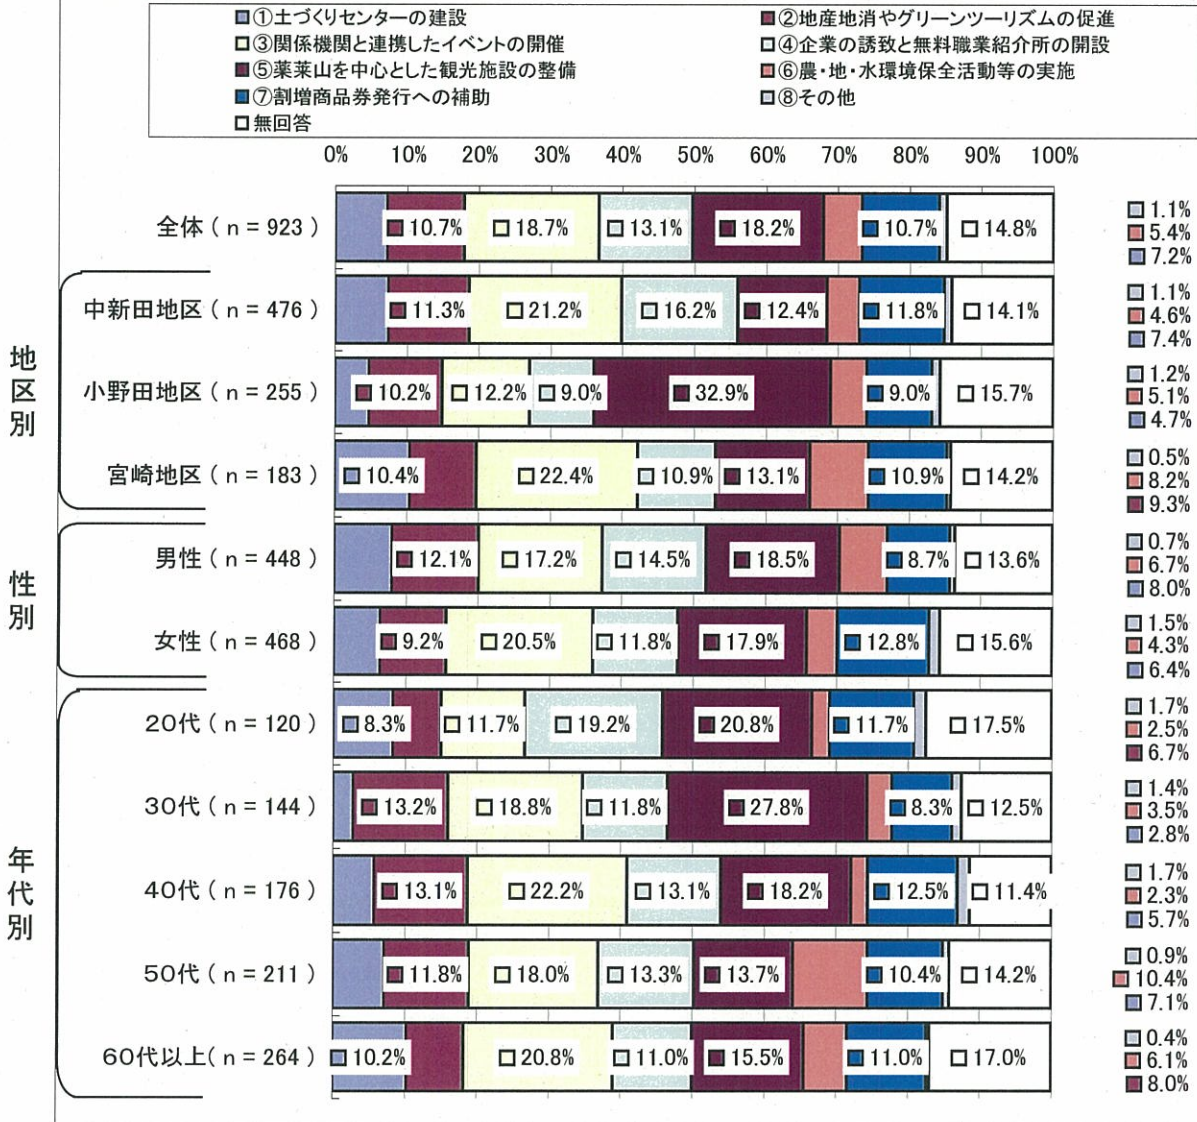 ①土づくりセンターの建設 ②地産地消やグリーンツーリズムの促進
③関係機関と連携したイベントの開催 ④企業の誘致と無料職業紹介所の開設
⑤薬莱山を中心とした観光施設の整備 ⑥農・地・水環境保全活動等の実施
⑦割増商品券発行への補助 ⑧その他
無回答
0% 10% 20% 30% 40% 50% 60% 70% 80% 90% 100%
全体 ( n = 923 ) 10.7% 18.7% 13.1% 18.2% 10.7% 14.8%
1.1%
5.4%
7.2%
地区別
中新田地区 ( n = 476 ) 11.3% 21.2% 16.2% 12.4% 11.8% 14.1%
1.1%
4.6%
7.4%
小野田地区 ( n = 255 ) 10.2% 12.2% 9.0% 32.9% 9.0% 15.7%
1.2%
5.1%
4.7%
宮崎地区 ( n = 183 ) 10.4% 22.4% 10.9% 13.1% 10.9% 14.2%
0.5%
8.2%
9.3%
性別
男性 ( n = 448 ) 12.1% 17.2% 14.5% 18.5% 8.7% 13.6%
0.7%
6.7%
8.0%
女性 ( n = 468 ) 9.2% 20.5% 11.8% 17.9% 12.8% 15.6%
1.5%
4.3%
6.4%
年代別
20代 ( n = 120 ) 8.3% 11.7% 19.2% 20.8% 11.7% 17.5%
1.7%
2.5%
6.7%
30代 ( n = 144 ) 13.2% 18.8% 11.8% 27.8% 8.3% 12.5%
1.4%
3.5%
2.8%
40代 ( n = 176 ) 13.1% 22.2% 13.1% 18.2% 12.5% 11.4%
1.7%
2.3%
5.7%
50代 ( n = 211 ) 11.8% 18.0% 13.3% 13.7% 10.4% 14.2%
0.9%
10.4%
7.1%
60代以上( n = 264 ) 10.2% 20.8% 11.0% 15.5% 11.0% 17.0%
0.4%
6.1%
8.0%